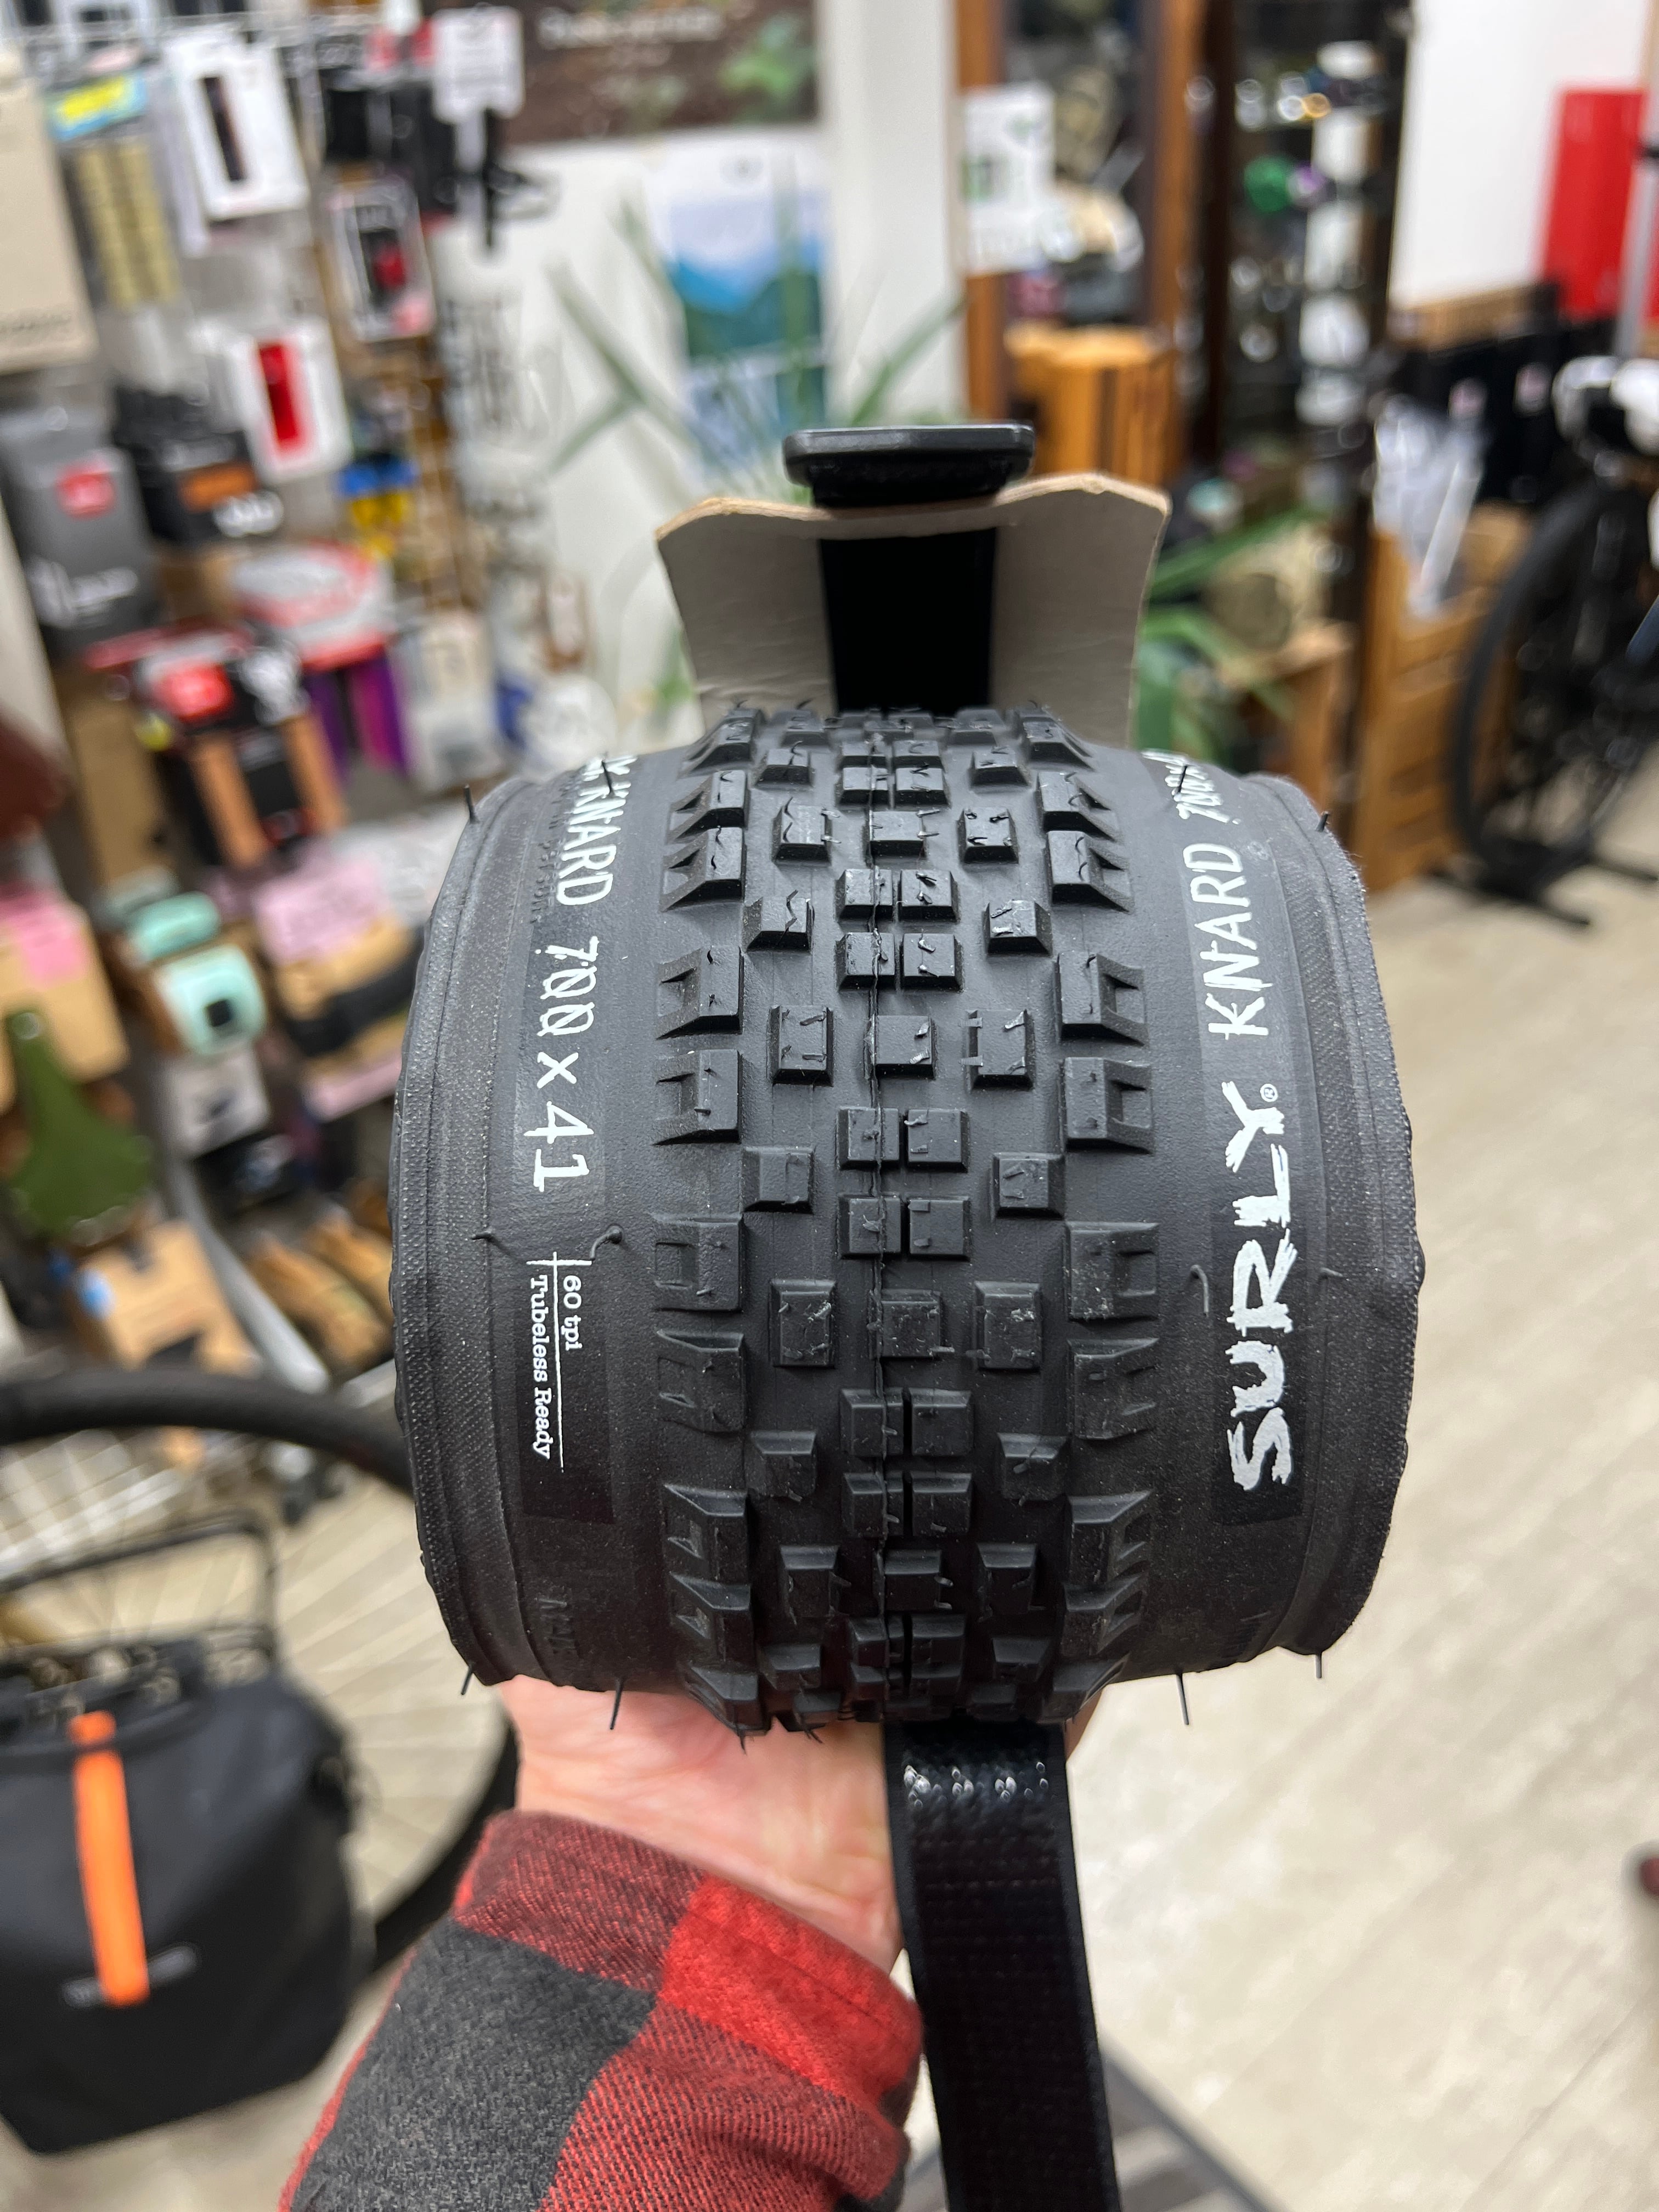 KNARD 700 x 41
60 tpi
Tubeless Ready
SURLY® KNARD